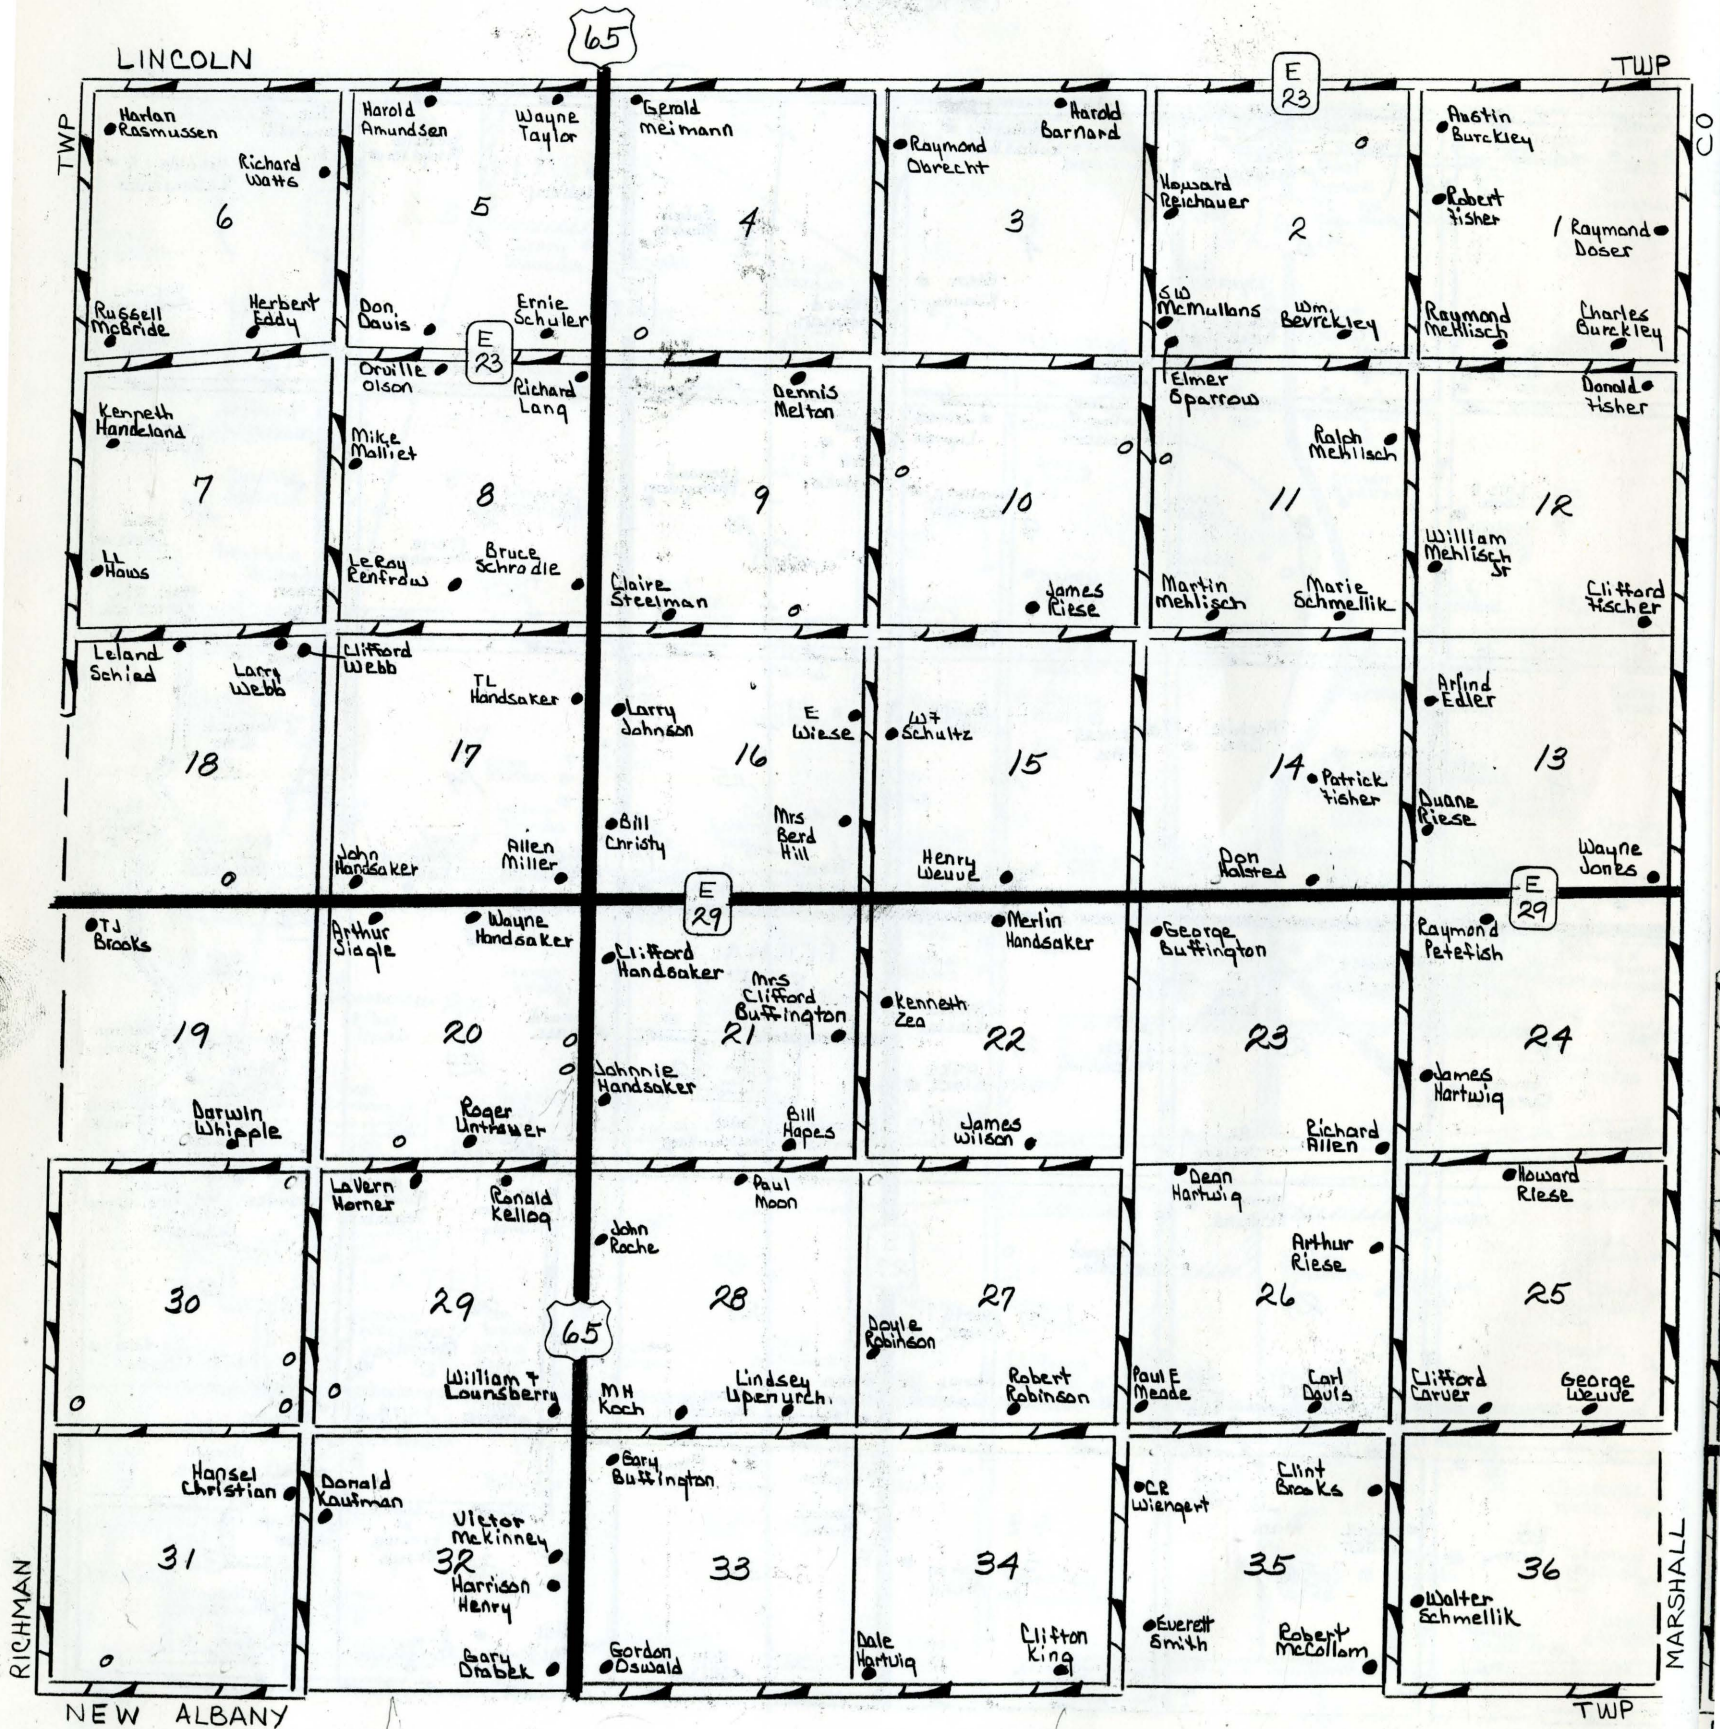 65
LINCOLN
TWP
E
23
TWP
CO
Harlan
Rasmussen
Richard
Watts
6
Russell
McBride
Herbert
Eddy
Harold
Amundsen
Wayne
Taylor
5
Don
Davis
Ernie
Schuler
Gerald
Meimann
4
Raymond
Obrecht
Harold
Barnard
3
Howard
Reichauer
2
SW
McMullans
Wm.
Bevrckley
Austin
Burckley
Robert
Fisher
1
Raymond
Doser
Raymond
Mehlisch
Charles
Burckley
E
23
Kenneth
Handeland
7
LL
Haws
Orville
Olson
Richard
Lang
Mike
Malliet
8
LeRoy
Renfrow
Bruce
Schradle
Dennis
Melton
9
Claire
Steelman
10
James
Riese
Elmer
Sparrow
Ralph
Mehlisch
11
Martin
Mehlisch
Marie
Schmellik
Donald
Fisher
12
William
Mehlisch
Jr
Clifford
Fischer
Leland
Schied
Larry
Webb
18
Clifford
Webb
TL
Handsaker
17
John
Handsaker
Allen
Miller
Larry
Johnson
E
Wiese
16
Bill
Christy
Mrs
Berd
Hill
WF
Schultz
15
Henry
Weuve
14
Patrick
Fisher
Don
Halsted
Arlind
Edler
13
Duane
Riese
Wayne
Jones
E
29
E
29
TJ
Brooks
19
Darwin
Whipple
Arthur
Siagle
Wayne
Handsaker
20
Roger
Untrauer
Clifford
Handsaker
Mrs
Clifford
Buffington
21
Johnnie
Handsaker
Bill
Hapes
Merlin
Handsaker
Kenneth
Zea
22
James
Wilson
George
Buffington
23
Richard
Allen
Raymond
Petefish
24
James
Hartwig
30
LaVern
Horner
Ronald
Kellog
29
William F
Lounsberry
65
Paul
Moon
John
Roche
28
MH
Koch
Lindsey
Upchurch
27
Doyle
Robinson
Robert
Robinson
Dean
Hartwig
Arthur
Riese
26
Paul E
Meade
Carl
Davis
Howard
Riese
25
Clifford
Carver
George
Weuve
Hansel
Christian
31
Donald
Kaufman
Victor
McKinney
32
Harrison
Henry
Gary
Drabek
Gary
Buffington
33
Gordon
Oswald
34
Dale
Hartwig
Clifton
King
CR
Wiengert
Clint
Brooks
35
Everett
Smith
Robert
McCollom
36
Walter
Schmellik
RICHMAN
MARSHALL
NEW ALBANY
TWP